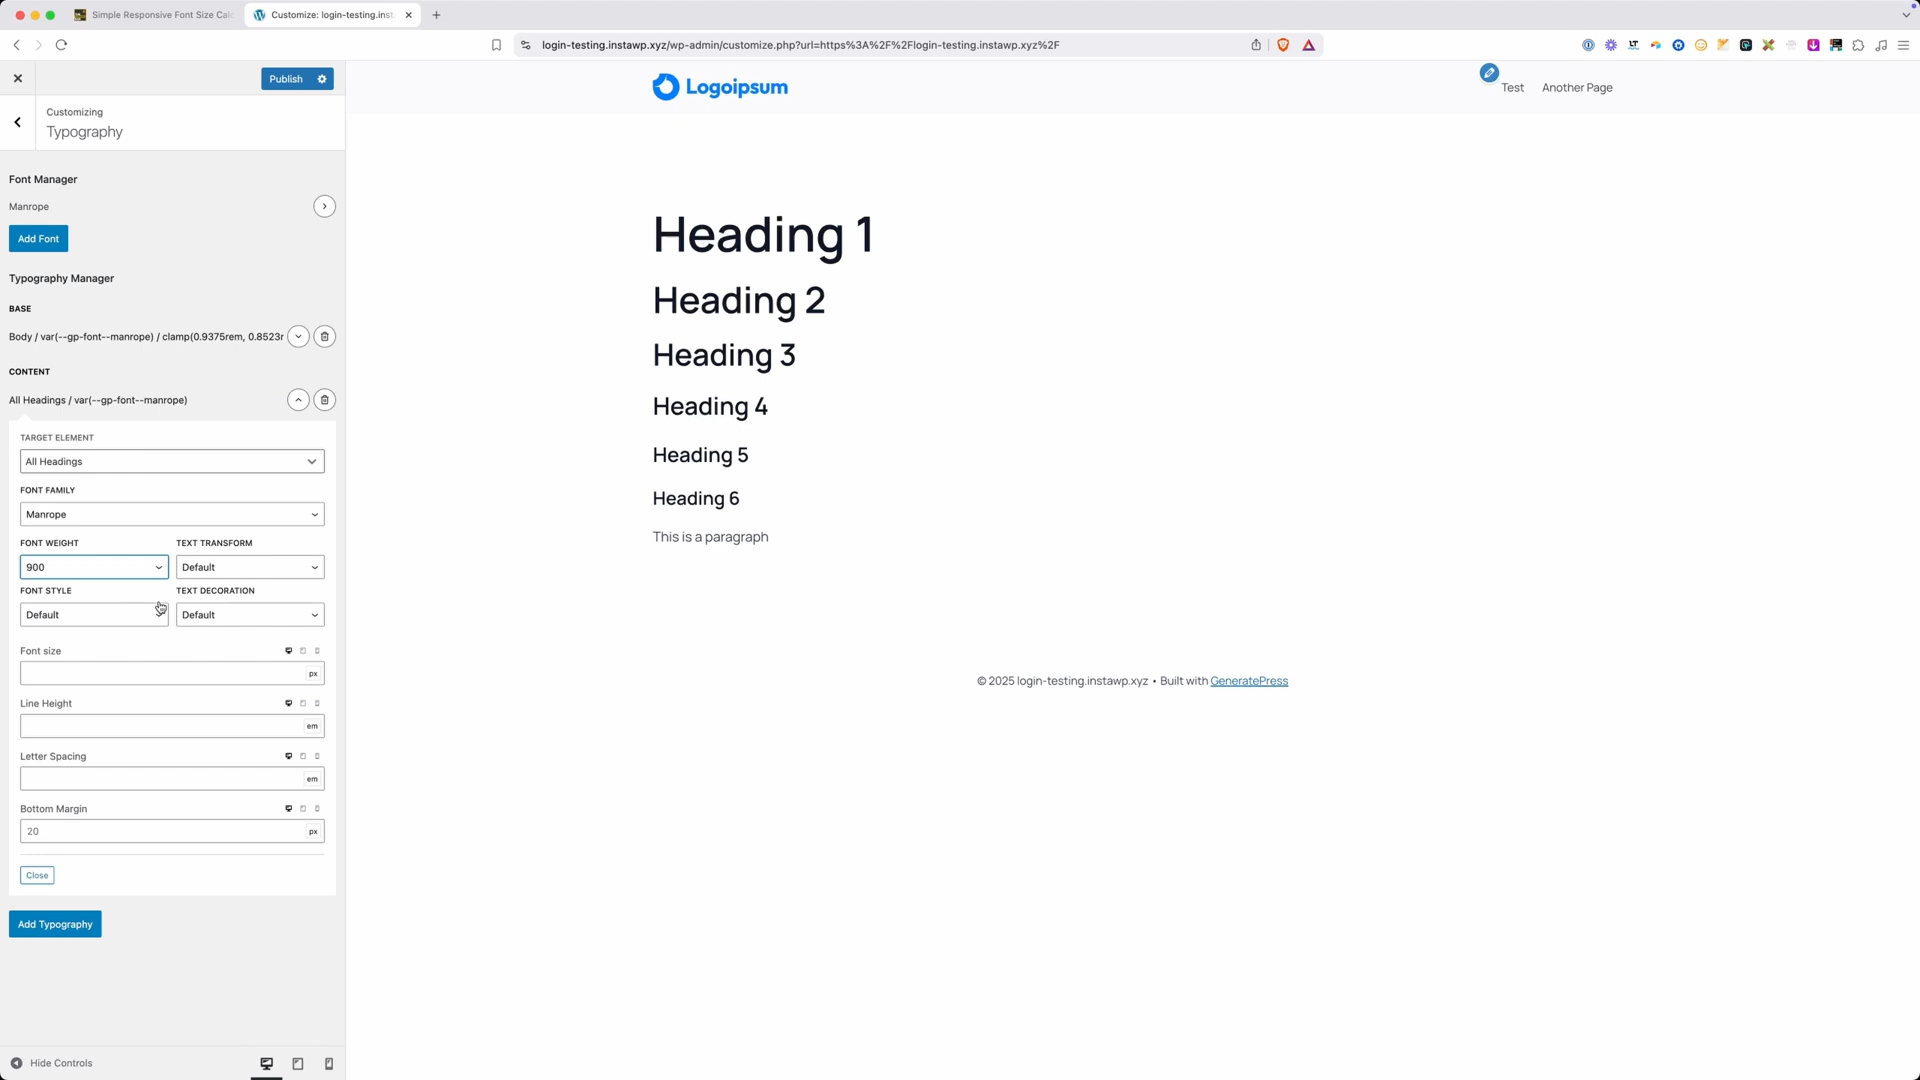 Simple Responsive Font Size Calc
Customize: login-testing.inst
login-testing.instawp.xyz/wp-admin/customize.php?url=https%3A%2F%2Flogin-testing.instawp.xyz%2F
Publish
Customizing
Typography
Font Manager
Manrope
Add Font
Typography Manager
BASE
Body / var(--gp-font--manrope) / clamp(0.9375rem, 0.8523r
CONTENT
All Headings / var(--gp-font--manrope)
TARGET ELEMENT
All Headings
FONT FAMILY
Manrope
FONT WEIGHT TEXT TRANSFORM
900 Default
FONT STYLE TEXT DECORATION
Default Default
Font size
px
Line Height
em
Letter Spacing
em
Bottom Margin
20 px
Close
Add Typography
Hide Controls
Logoipsum
Test Another Page
Heading 1
Heading 2
Heading 3
Heading 4
Heading 5
Heading 6
This is a paragraph
© 2025 login-testing.instawp.xyz • Built with GeneratePress